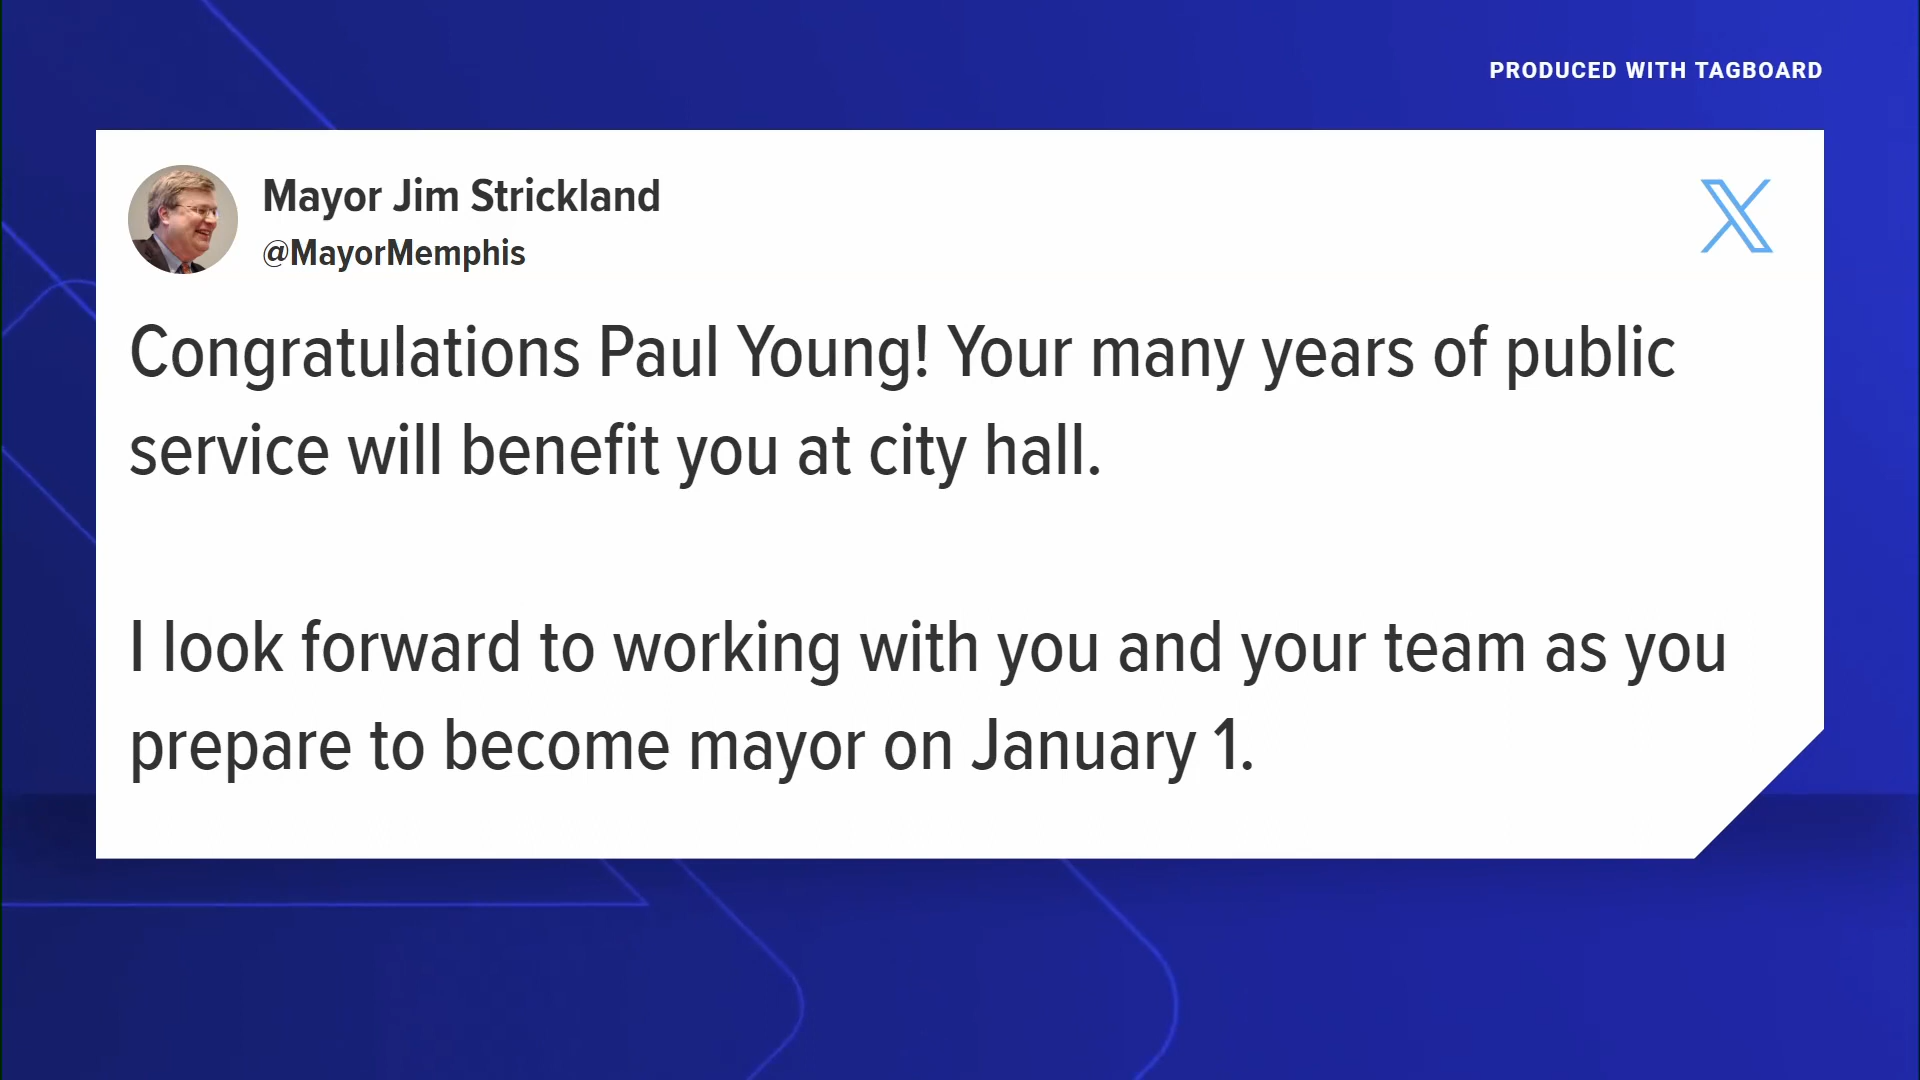 PRODUCED WITH TAGBOARD
Mayor Jim Strickland
@MayorMemphis
Congratulations Paul Young! Your many years of public
service will benefit you at city hall.
I look forward to working with you and your team as you
prepare to become mayor on January 1.